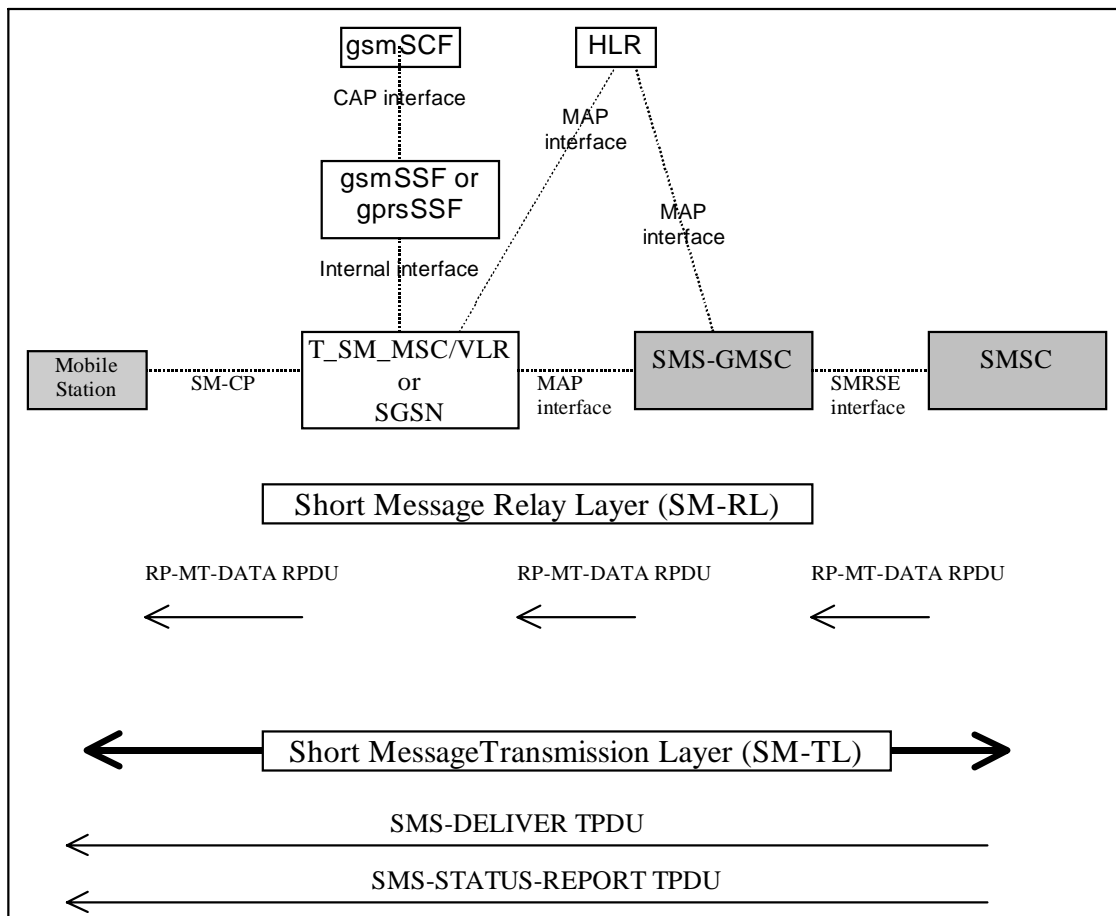 gsmSCF
HLR
CAP interface
MAP
interface
gsmSSF or
gprsSSF
MAP
interface
Internal interface
Mobile
Station
SM-CP
T_SM_MSC/VLR
or
SGSN
MAP
interface
SMS-GMSC
SMRSE
interface
SMSC
Short Message Relay Layer (SM-RL)
RP-MT-DATA RPDU
RP-MT-DATA RPDU
RP-MT-DATA RPDU
Short MessageTransmission Layer (SM-TL)
SMS-DELIVER TPDU
SMS-STATUS-REPORT TPDU